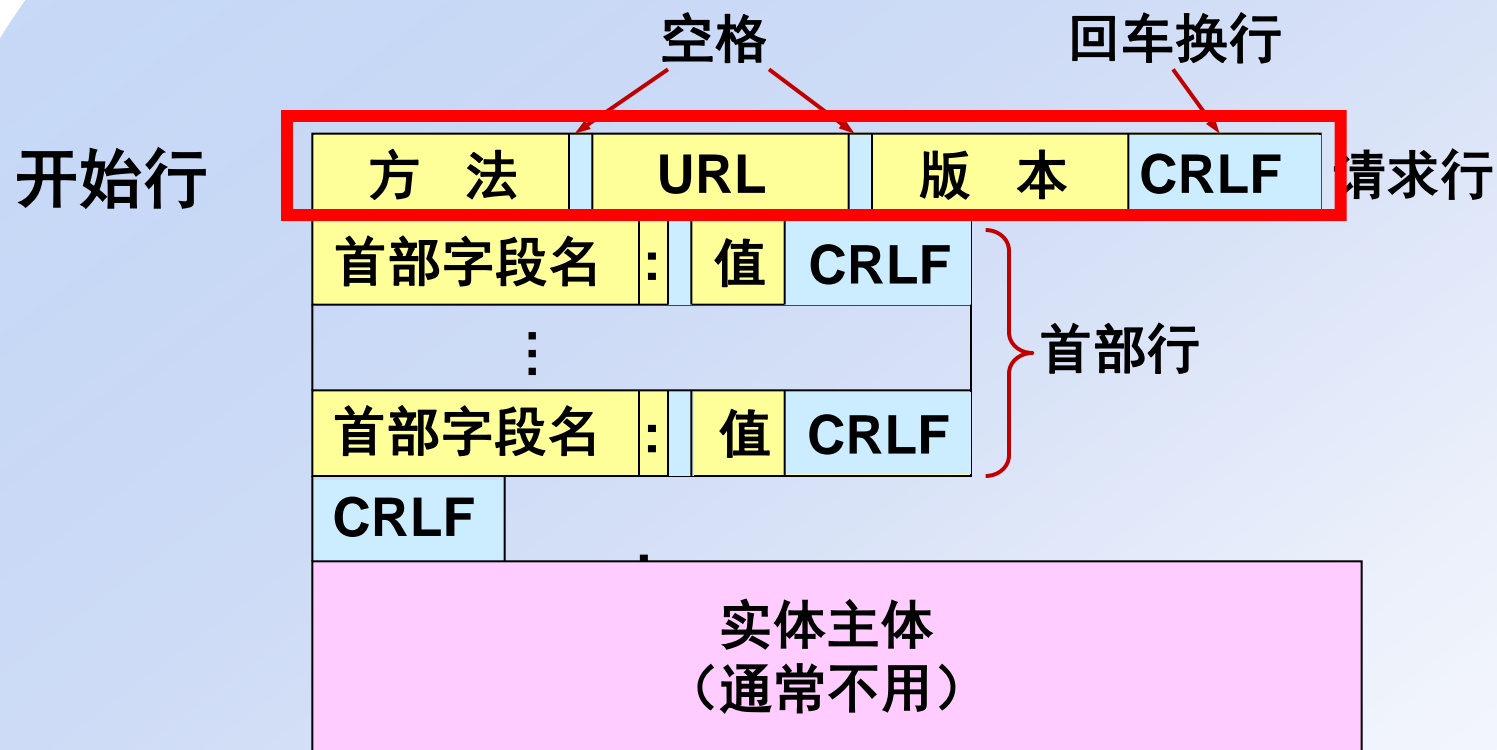 空格 回车换行
开始行 方 法 URL 版 本 CRLF 请求行
首部字段名 : 值 CRLF
⋮ 首部行
首部字段名 : 值 CRLF
CRLF
实体主体
（通常不用）